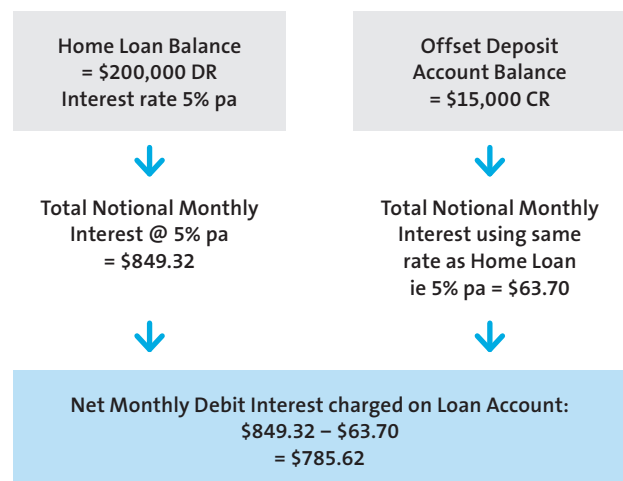 Home Loan Balance
= $200,000 DR
Interest rate 5% pa
Offset Deposit
Account Balance
= $15,000 CR
Total Notional Monthly
Interest @ 5% pa
= $849.32
Total Notional Monthly
Interest using same
rate as Home Loan
ie 5% pa = $63.70
Net Monthly Debit Interest charged on Loan Account:
$849.32 – $63.70
= $785.62